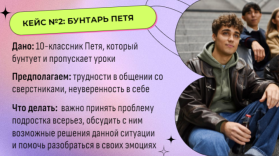 КЕЙС №2: БУНТАРЬ ПЕТЯ
Дано: 10-классник Петя, который
бунтует и пропускает уроки
Предполагаем: трудности в общении со
сверстниками, неуверенность в себе
Что делать: важно принять проблему
подростка всерьез, обсудить с ним
возможные решения данной ситуации
и помочь разобраться в своих эмоциях